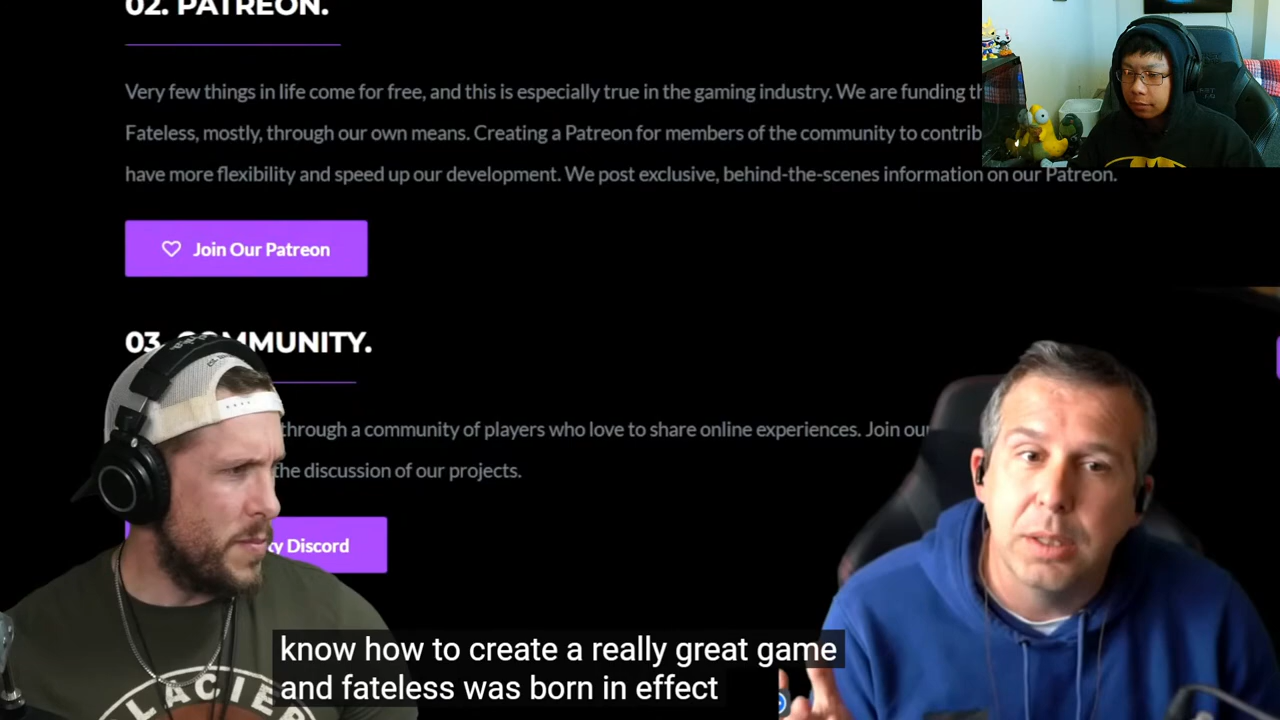 02. PATREON.
Very few things in life come for free, and this is especially true in the gaming industry. We are funding
Fateless, mostly, through our own means. Creating a Patreon for members of the community to
have more flexibility and speed up our development. We post exclusive, behind-the-scenes information on our Patreon.
Join Our Patreon
03. COMMUNITY.
through a community of players who love to share online experiences. Join
the discussion of our projects.
Discord
know how to create a really great game
and fateless was born in effect